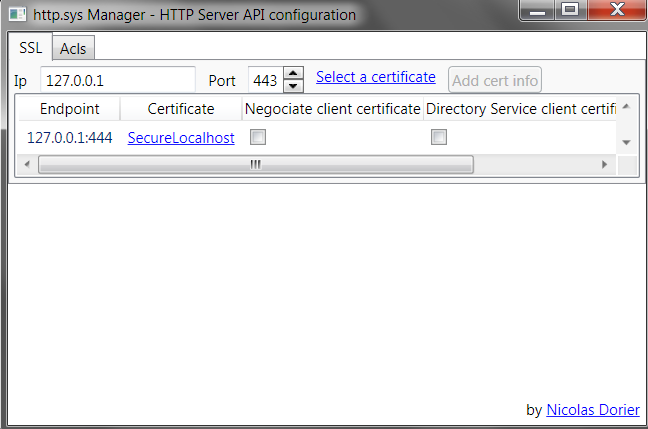 http.sys Manager - HTTP Server API configuration
SSL Acls
Ip 127.0.0.1 Port 443 Select a certificate Add cert info
Endpoint Certificate Negociate client certificate Directory Service client certifi
127.0.0.1:444 SecureLocalhost
by Nicolas Dorier